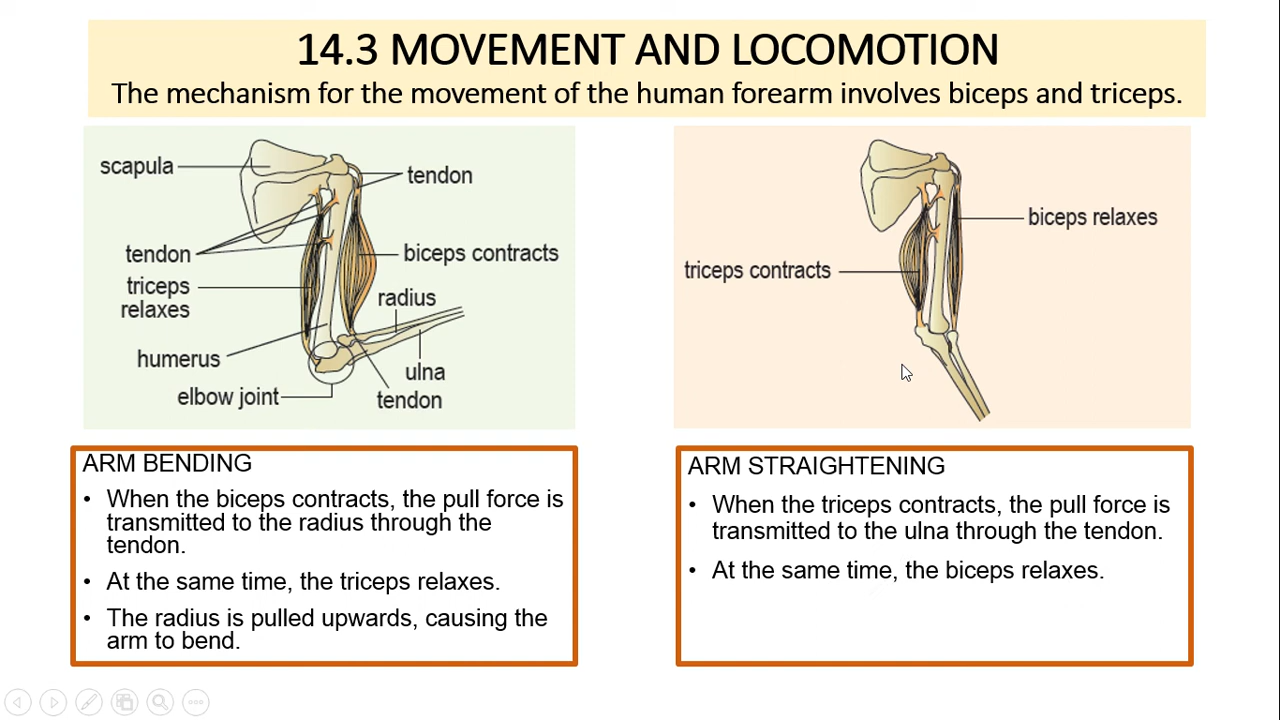 14.3 MOVEMENT AND LOCOMOTION
The mechanism for the movement of the human forearm involves biceps and triceps.
scapula
tendon
tendon
biceps contracts
triceps
relaxes
radius
humerus
ulna
elbow joint
tendon
biceps relaxes
triceps contracts
ARM BENDING
• When the biceps contracts, the pull force is
transmitted to the radius through the
tendon.
• At the same time, the triceps relaxes.
• The radius is pulled upwards, causing the
arm to bend.
ARM STRAIGHTENING
• When the triceps contracts, the pull force is
transmitted to the ulna through the tendon.
• At the same time, the biceps relaxes.